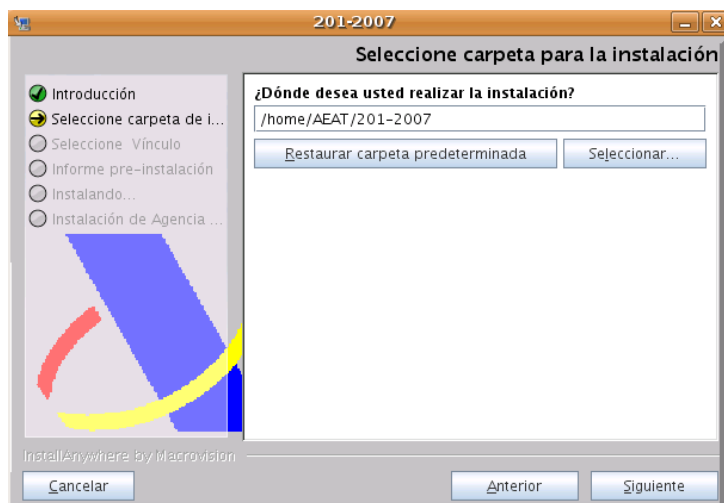 201-2007
Seleccione carpeta para la instalación
Introducción
Seleccione carpeta de i...
Seleccione Vínculo
Informe pre-instalación
Instalando...
Instalación de Agencia ...
¿Dónde desea usted realizar la instalación?
/home/AEAT/201-2007
Restaurar carpeta predeterminada
Seleccionar...
InstallAnywhere by Macrovision
Cancelar
Anterior
Siguiente